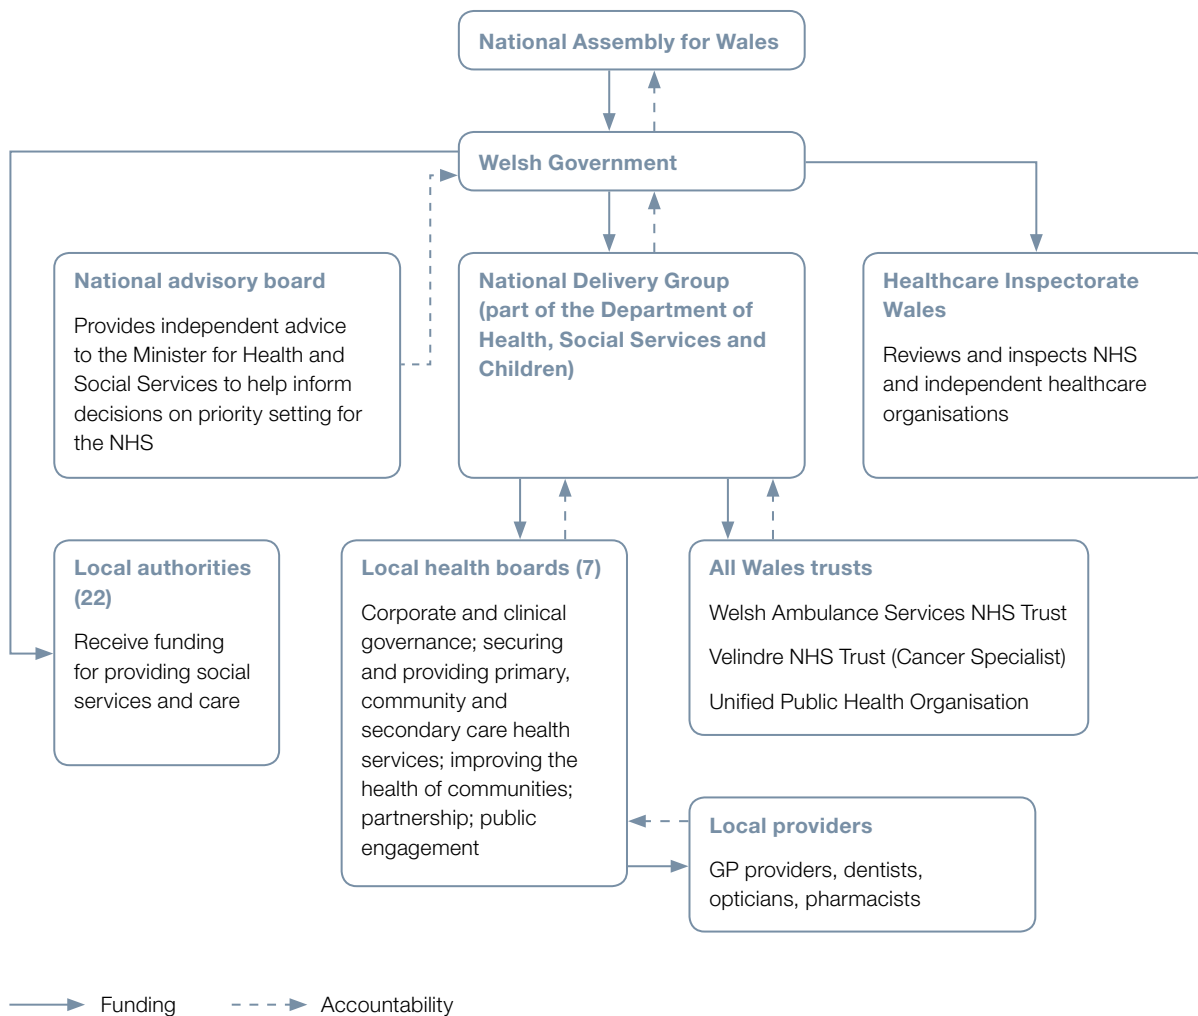 National Assembly for Wales
Welsh Government
National advisory board
Provides independent advice
to the Minister for Health and
Social Services to help inform
decisions on priority setting for
the NHS
National Delivery Group
(part of the Department of
Health, Social Services and
Children)
Healthcare Inspectorate
Wales
Reviews and inspects NHS
and independent healthcare
organisations
Local authorities
(22)
Receive funding
for providing social
services and care
Local health boards (7)
Corporate and clinical
governance; securing
and providing primary,
community and
secondary care health
services; improving the
health of communities;
partnership; public
engagement
All Wales trusts
Welsh Ambulance Services NHS Trust
Velindre NHS Trust (Cancer Specialist)
Unified Public Health Organisation
Local providers
GP providers, dentists,
opticians, pharmacists
Funding
Accountability